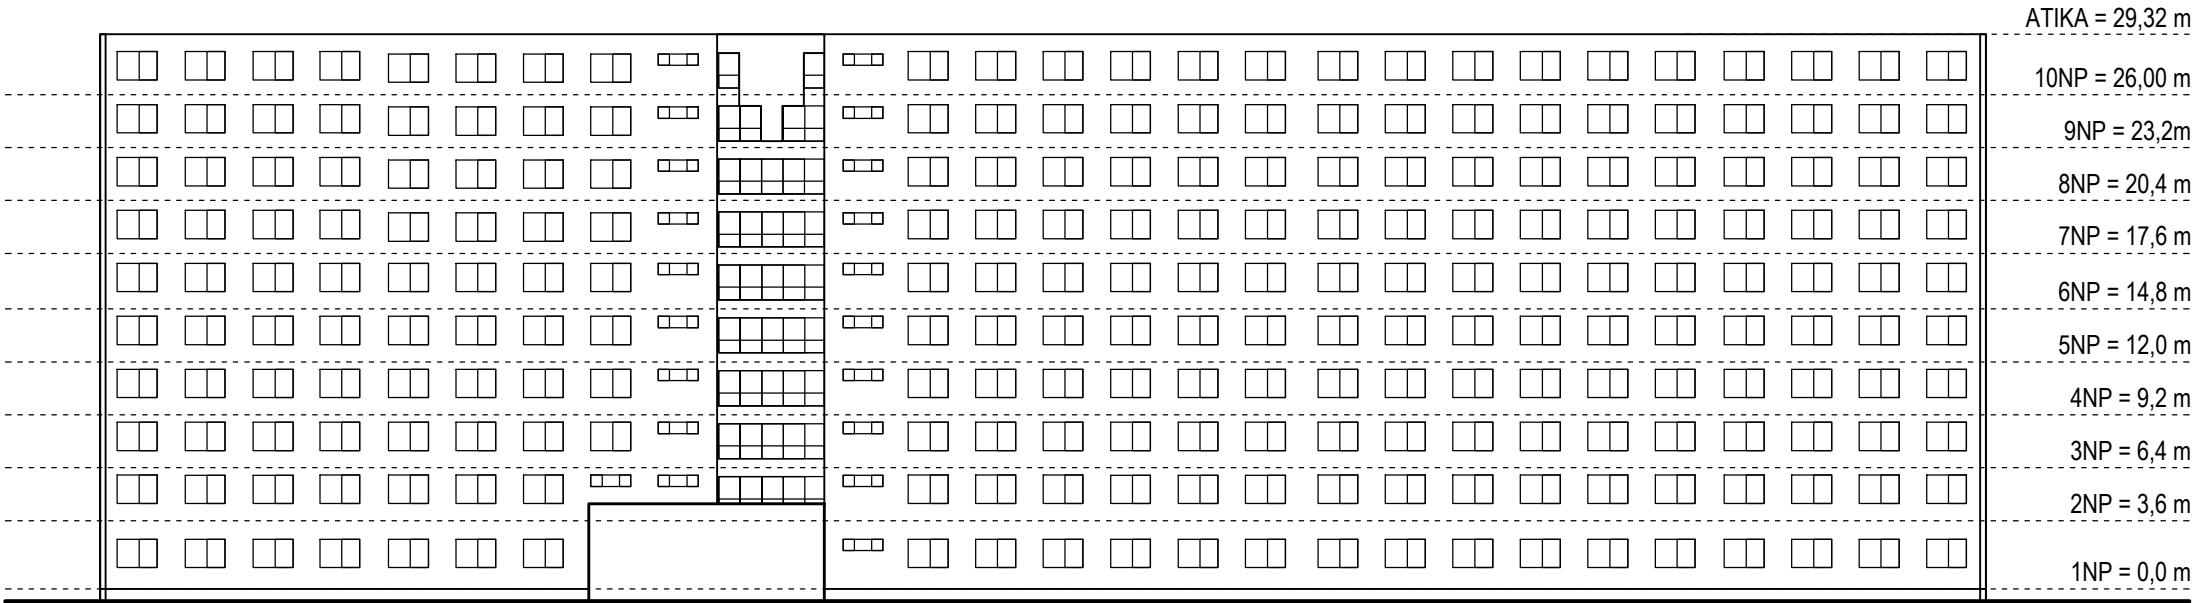 ATIKA = 29,32 m
10NP = 26,00 m
9NP = 23,2m
8NP = 20,4 m
7NP = 17,6 m
6NP = 14,8 m
5NP = 12,0 m
4NP = 9,2 m
3NP = 6,4 m
2NP = 3,6 m
1NP = 0,0 m